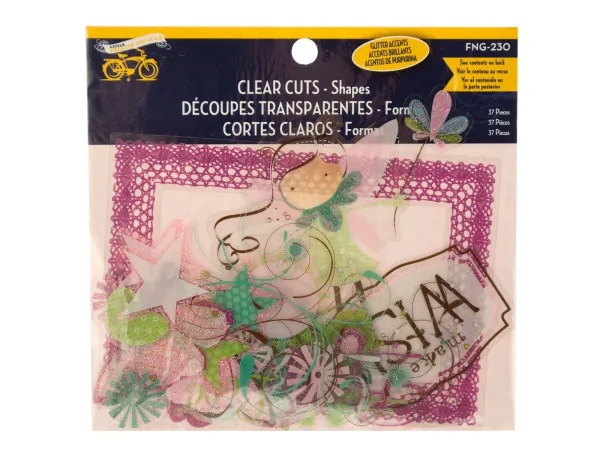 LITTLE
GLITTER ACCENTS
ACCENTS BRILLANTS
ACENTOS DE PURPURINA
FNG-230
See contents on back
Voir le contenu au verso
Ver el contenido en
la parte posterior
CLEAR CUTS - Shapes
DÉCOUPES TRANSPARENTES - Form
CORTES CLAROS - Formas
37 Pieces
37 Pièces
37 Piezas
make
WISH